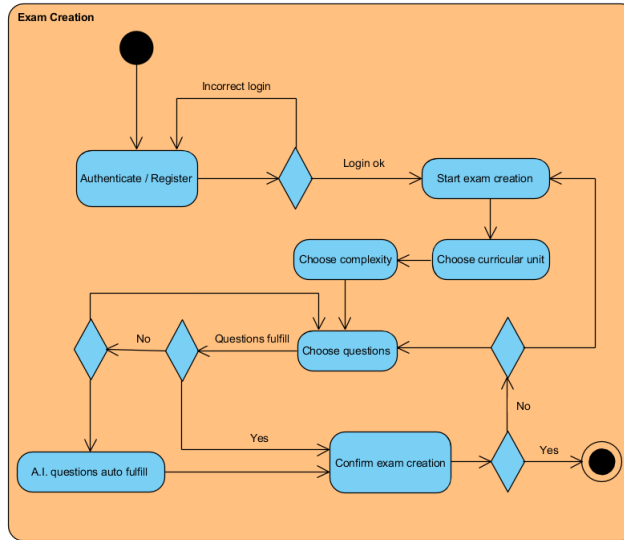 Exam Creation
Incorrect login
Authenticate / Register
Login ok
Start exam creation
Choose complexity
Choose curricular unit
No
Questions fulfill
Choose questions
No
Yes
A.I. questions auto fulfill
Confirm exam creation
Yes